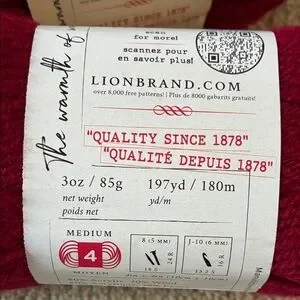 scan
for more!
scannez pour
en savoir plus!
LIONBRAND.COM
over 8,000 free patterns! | Plus de 8000 gabarits gratuits!
The warmth of
"QUALITY SINCE 1878"
"QUALITÉ DEPUIS 1878"
3oz / 85g
net weight
poids net
197yd / 180m
yd/m
MEDIUM
4
MOYEN
8 (5 MM)
J-10 (6 MM)